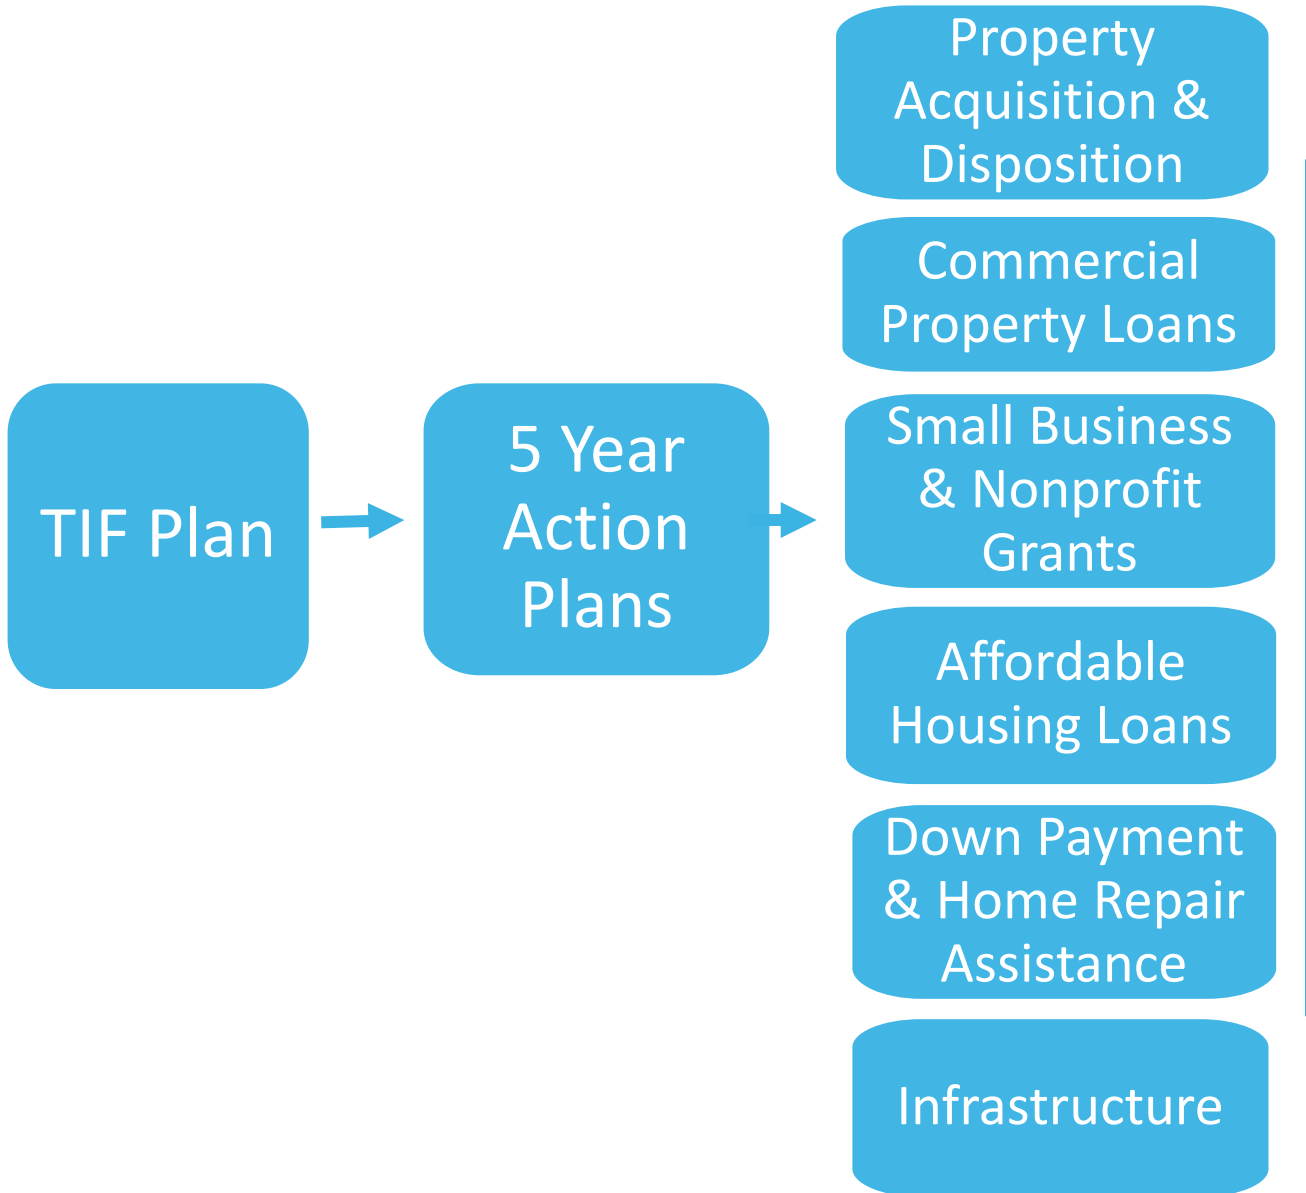 TIF Plan
5 Year
Action
Plans
Property
Acquisition &
Disposition
Commercial
Property Loans
Small Business
& Nonprofit
Grants
Affordable
Housing Loans
Down Payment
& Home Repair
Assistance
Infrastructure